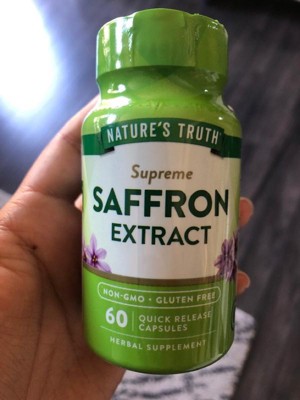 NATURE'S TRUTH
Supreme
SAFFRON
EXTRACT
NON-GMO • GLUTEN FREE
60 QUICK RELEASE
CAPSULES
HERBAL SUPPLEMENT